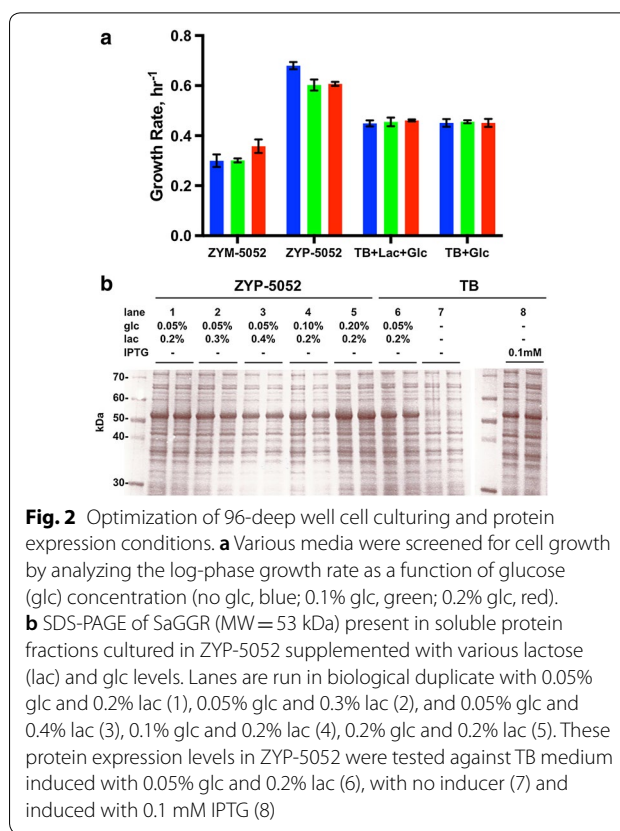 a
0.8
0.6
0.4
0.2
0.0
Growth Rate, hr-1
ZYM-5052 ZYP-5052 TB+Lac+Glc TB+Glc
b ZYP-5052 TB
lane 1 2 3 4 5 6 7 8
glc 0.05% 0.05% 0.05% 0.10% 0.20% 0.05% - -
lac 0.2% 0.3% 0.4% 0.2% 0.2% 0.2% - -
IPTG - - - - - - - 0.1mM
70-
60-
50-
40-
30-
kDa
Fig. 2 Optimization of 96-deep well cell culturing and protein
expression conditions. a Various media were screened for cell growth
by analyzing the log-phase growth rate as a function of glucose
(glc) concentration (no glc, blue; 0.1% glc, green; 0.2% glc, red).
b SDS-PAGE of SaGGR (MW = 53 kDa) present in soluble protein
fractions cultured in ZYP-5052 supplemented with various lactose
(lac) and glc levels. Lanes are run in biological duplicate with 0.05%
glc and 0.2% lac (1), 0.05% glc and 0.3% lac (2), and 0.05% glc and
0.4% lac (3), 0.1% glc and 0.2% lac (4), 0.2% glc and 0.2% lac (5). These
protein expression levels in ZYP-5052 were tested against TB medium
induced with 0.05% glc and 0.2% lac (6), with no inducer (7) and
induced with 0.1 mM IPTG (8)